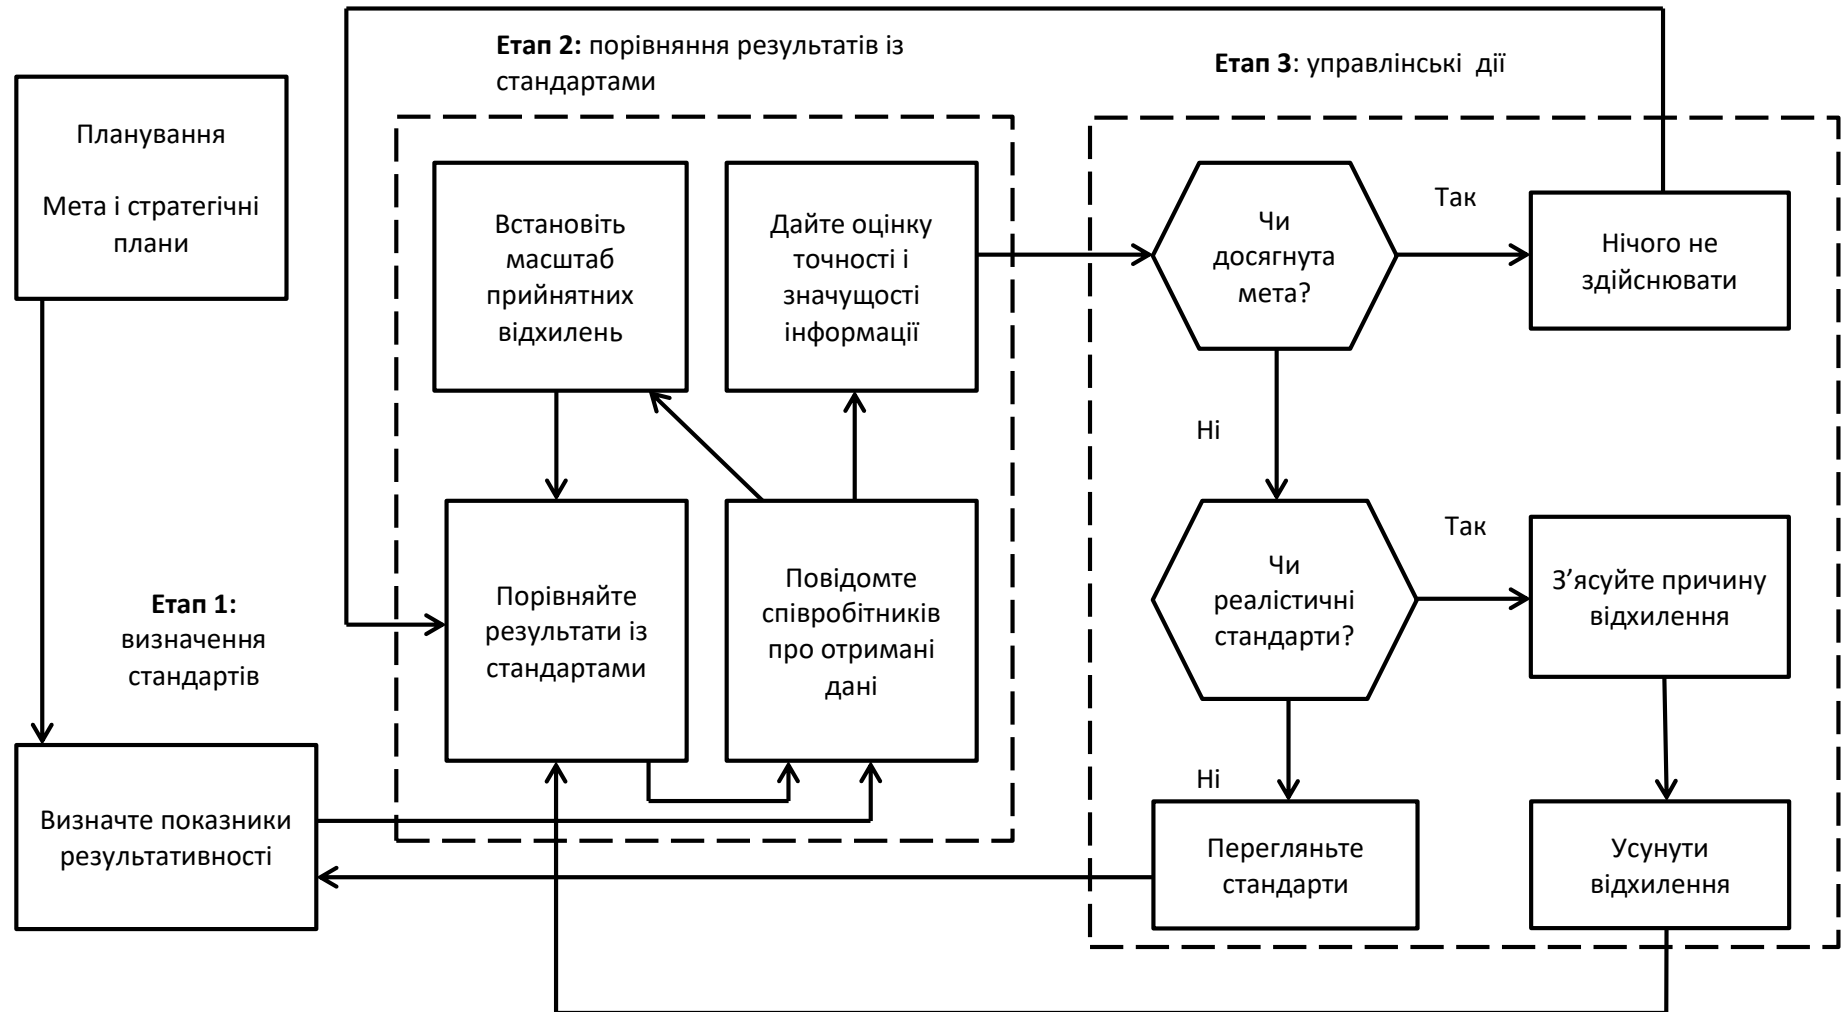 Етап 2: порівняння результатів із
стандартами
Етап 3: управлінські дії
Планування
Мета і стратегічні
плани
Встановіть
масштаб
прийнятних
відхилень
Дайте оцінку
точності і
значущості
інформації
Чи
досягнута
мета?
Так
Нічого не
здійснювати
Ні
Етап 1:
визначення
стандартів
Порівняйте
результати із
стандартами
Повідомте
співробітників
про отримані
дані
Чи
реалістичні
стандарти?
Так
З’ясуйте причину
відхилення
Ні
Визначте показники
результативності
Перегляньте
стандарти
Усунути
відхилення